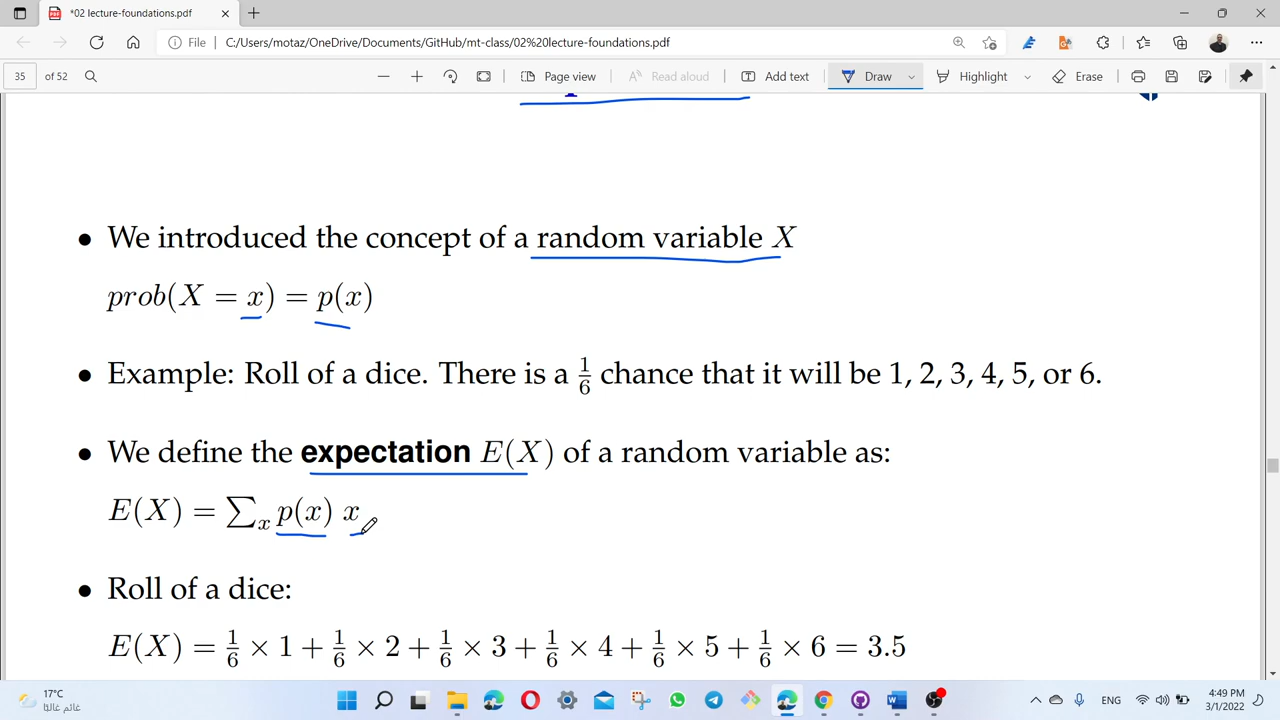 *02 lecture-foundations.pdf
File C:/Users/motaz/OneDrive/Documents/GitHub/mt-class/02%20lecture-foundations.pdf
35 of 52 Page view Read aloud Add text Draw Highlight Erase
• We introduced the concept of a random variable X
prob(X = x) = p(x)
• Example: Roll of a dice. There is a 1/6 chance that it will be 1, 2, 3, 4, 5, or 6.
• We define the expectation E(X) of a random variable as:
E(X) = ∑x p(x) x
• Roll of a dice:
E(X) = 1/6 × 1 + 1/6 × 2 + 1/6 × 3 + 1/6 × 4 + 1/6 × 5 + 1/6 × 6 = 3.5
17°C
غائم غالبًا
ENG
4:49 PM
3/1/2022